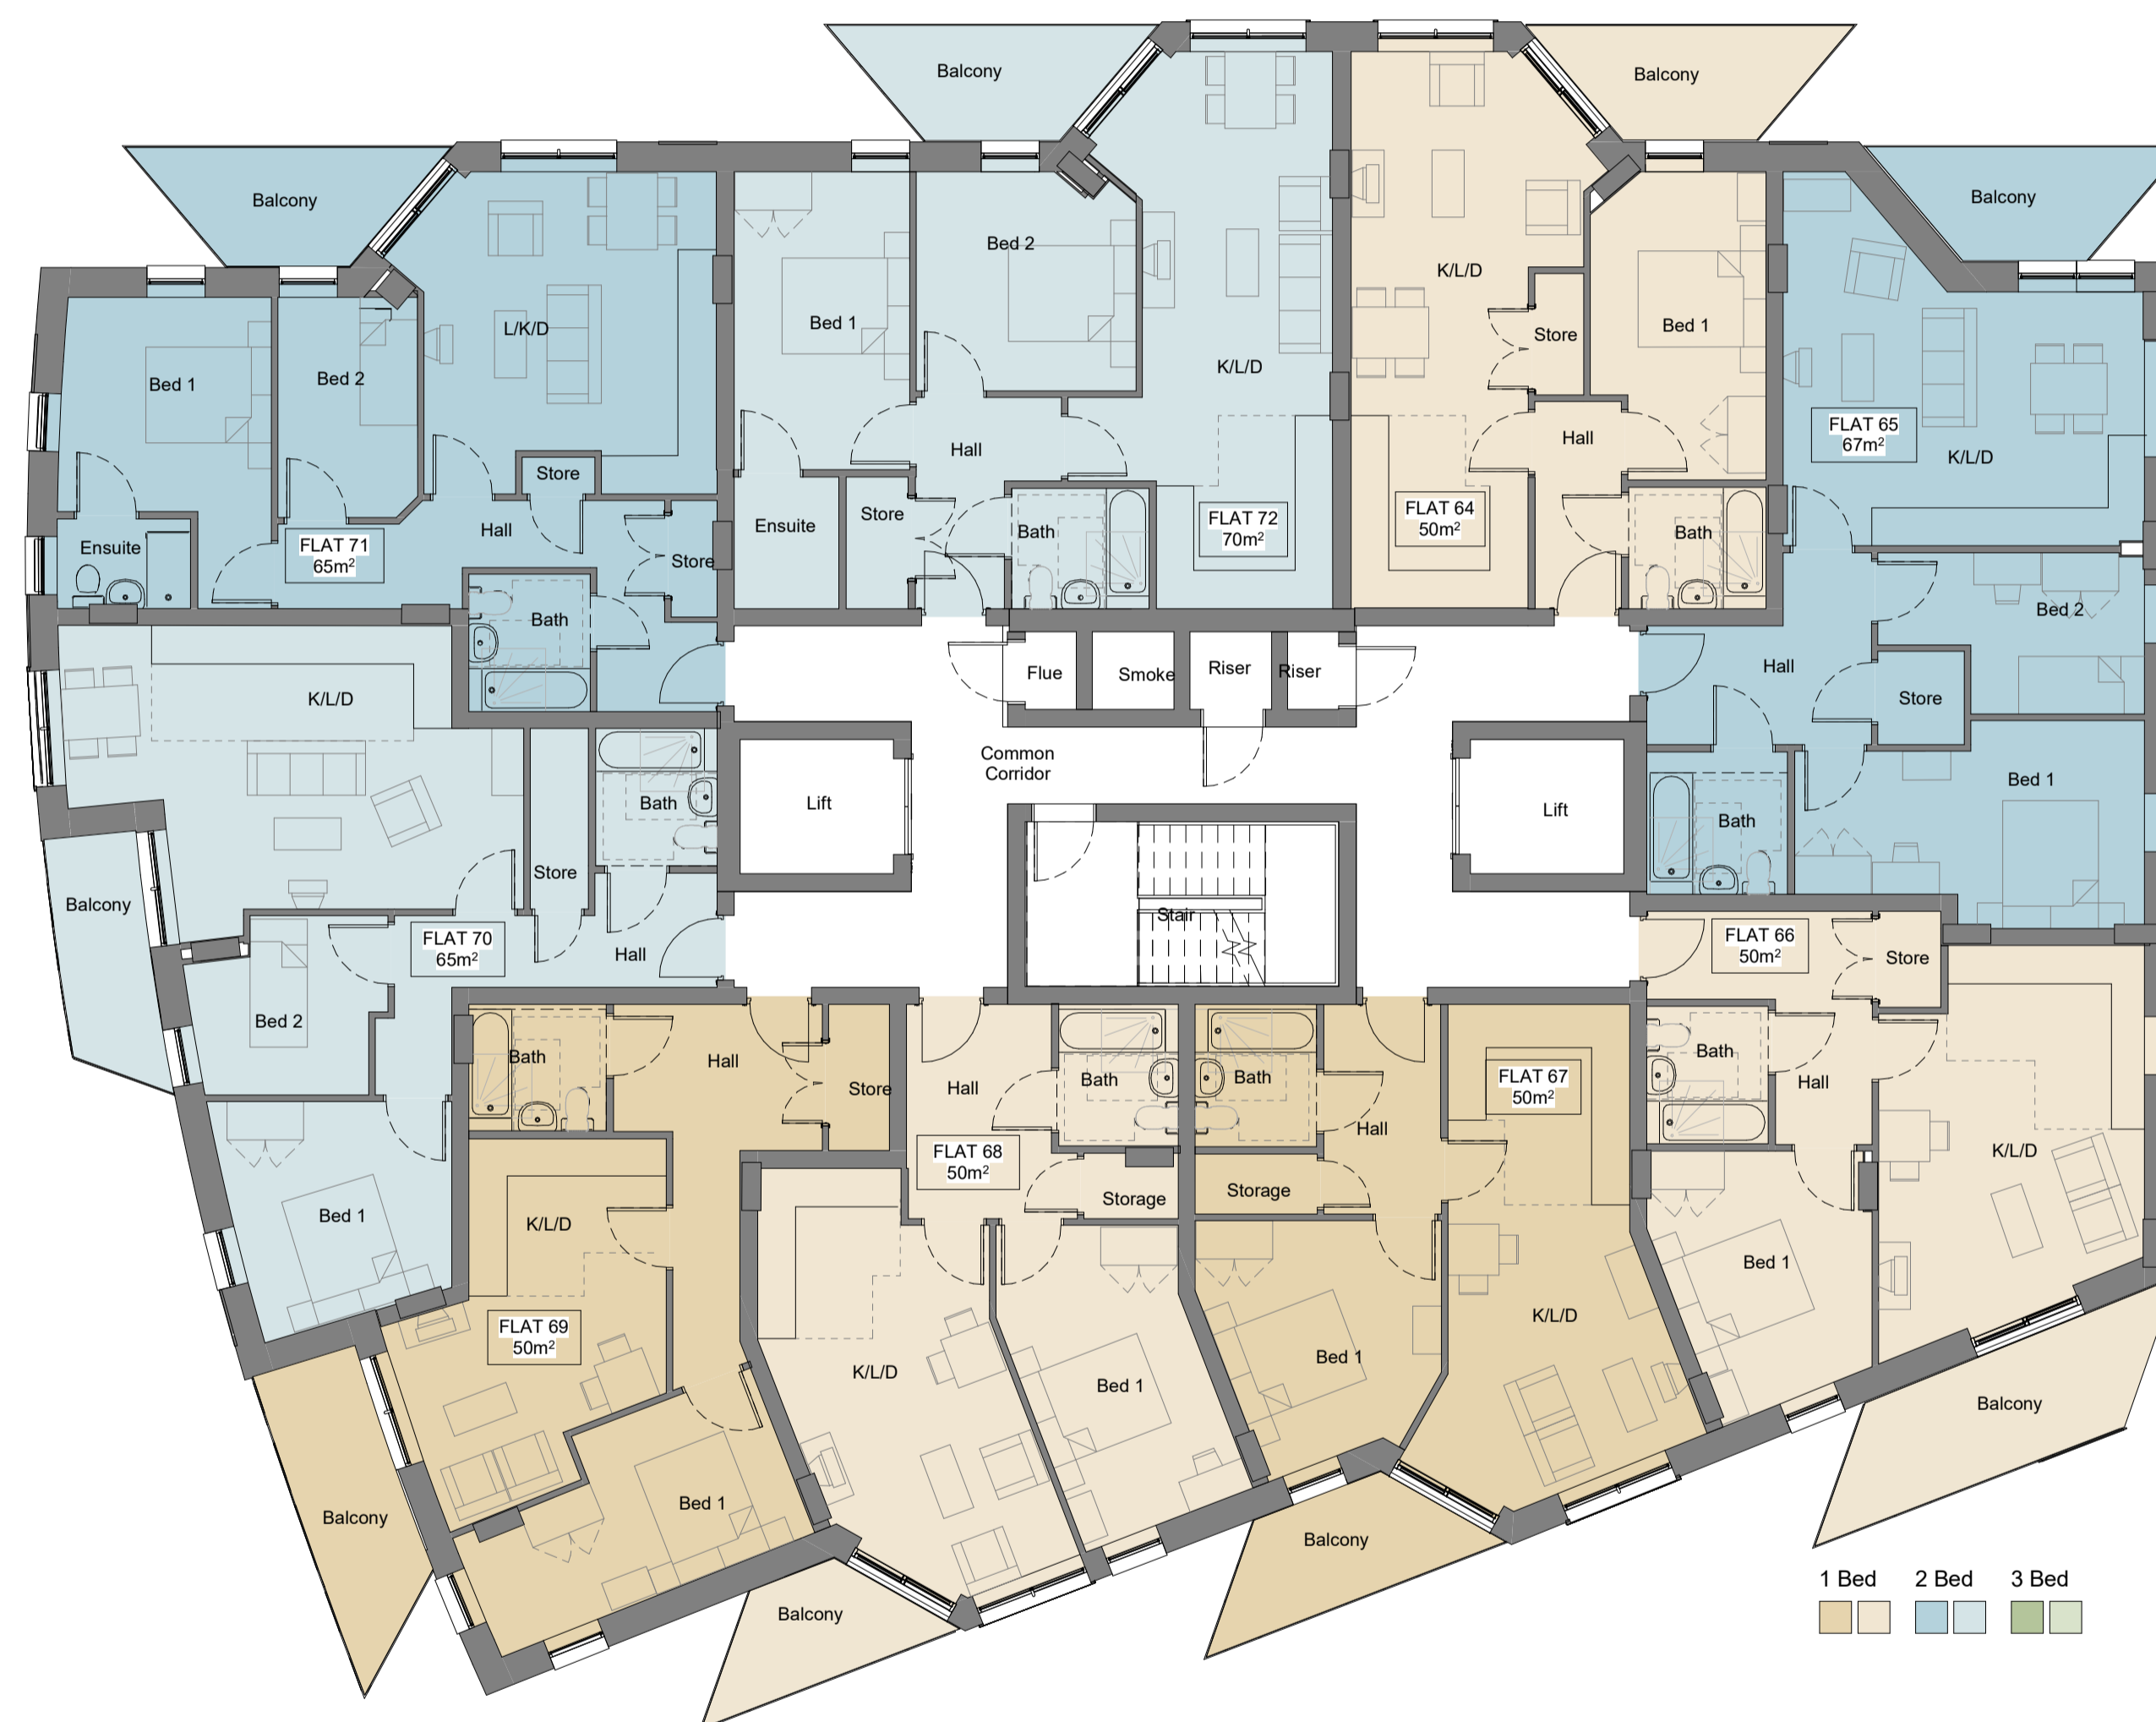 Balcony
Balcony
Balcony
Balcony
Balcony
Bed 2
K/L/D
Bed 1
Bed 1
L/K/D
Bed 2
Bed 1
Store
K/L/D
Hall
Store
Hall
Ensuite
Store
Bath
FLAT 72
70m²
FLAT 64
50m²
Bath
FLAT 65
67m²
K/L/D
Ensuite
FLAT 71
65m²
Hall
Store
Bath
Bed 2
Hall
Store
Flue
Smoke
Riser
Riser
K/L/D
Common
Corridor
Lift
Lift
Bath
Store
Bath
Bed 1
Balcony
FLAT 70
65m²
Hall
Stair
FLAT 66
50m²
Store
Bed 2
Bath
Hall
Store
Hall
Bath
Bath
Hall
FLAT 67
50m²
Bath
Hall
K/L/D
FLAT 68
50m²
Storage
Storage
Bed 1
K/L/D
FLAT 69
50m²
K/L/D
Bed 1
Bed 1
K/L/D
Bed 1
Balcony
Balcony
Bed 1
Balcony
Balcony
1 Bed 2 Bed 3 Bed